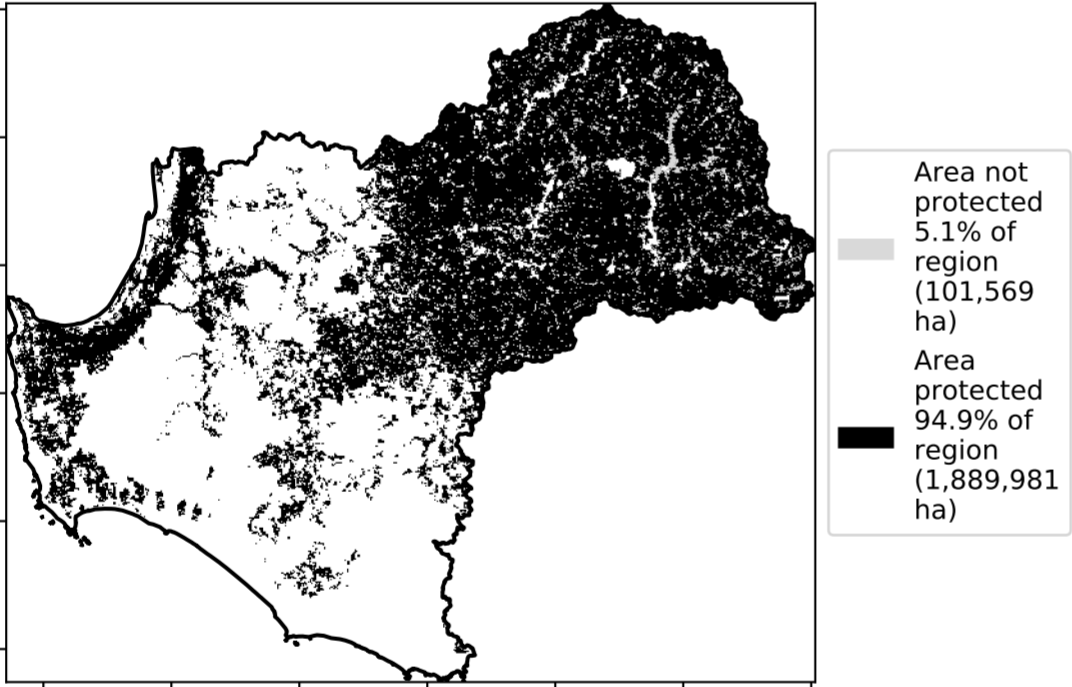 Area not
protected
5.1% of
region
(101,569
ha)
Area
protected
94.9% of
region
(1,889,981
ha)